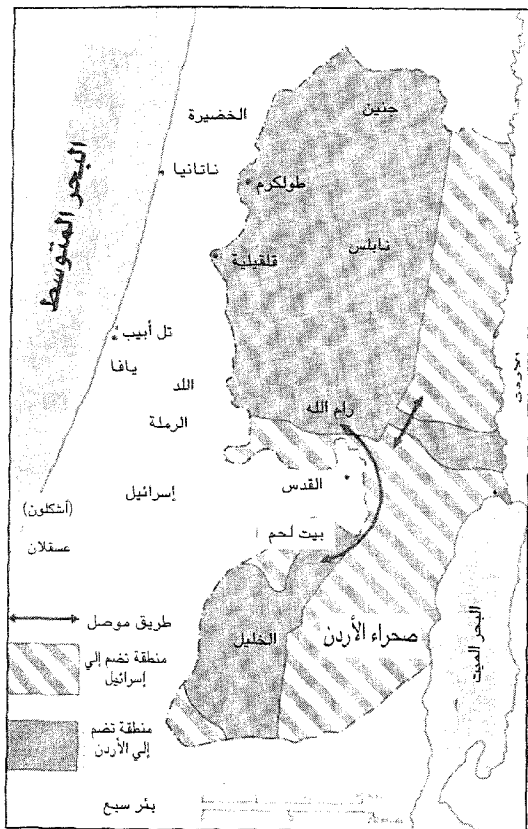 جنين
الخضيرة
ناتانيا
طولكرم
البحر المتوسط
نابلس
قلقيلية
تل أبيب
يافا
اللد
رام الله
الرملة
القدس
إسرائيل
(أشكلون)
عسقلان
بيت لحم
طريق موصل
الخليل
صحراء الأردن
البحر الميت
منطقة تضم إلي
إسرائيل
منطقة تضم
إلي الأردن
بئر سبع